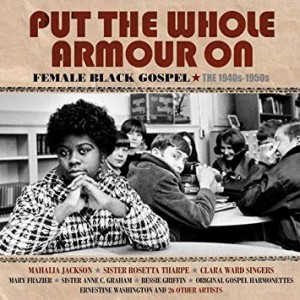 PUT THE WHOLE
ARMOUR ON
FEMALE BLACK GOSPEL ★ THE 1940s-1950s
MAHALIA JACKSON ★ SISTER ROSETTA THARPE ★ CLARA WARD SINGERS
MARY FRAZIER ★ SISTER ANNE C. GRAHAM ★ BESSIE GRIFFIN ★ ORIGINAL GOSPEL HARMONETTES
ERNESTINE WASHINGTON AND 26 OTHER ARTISTS